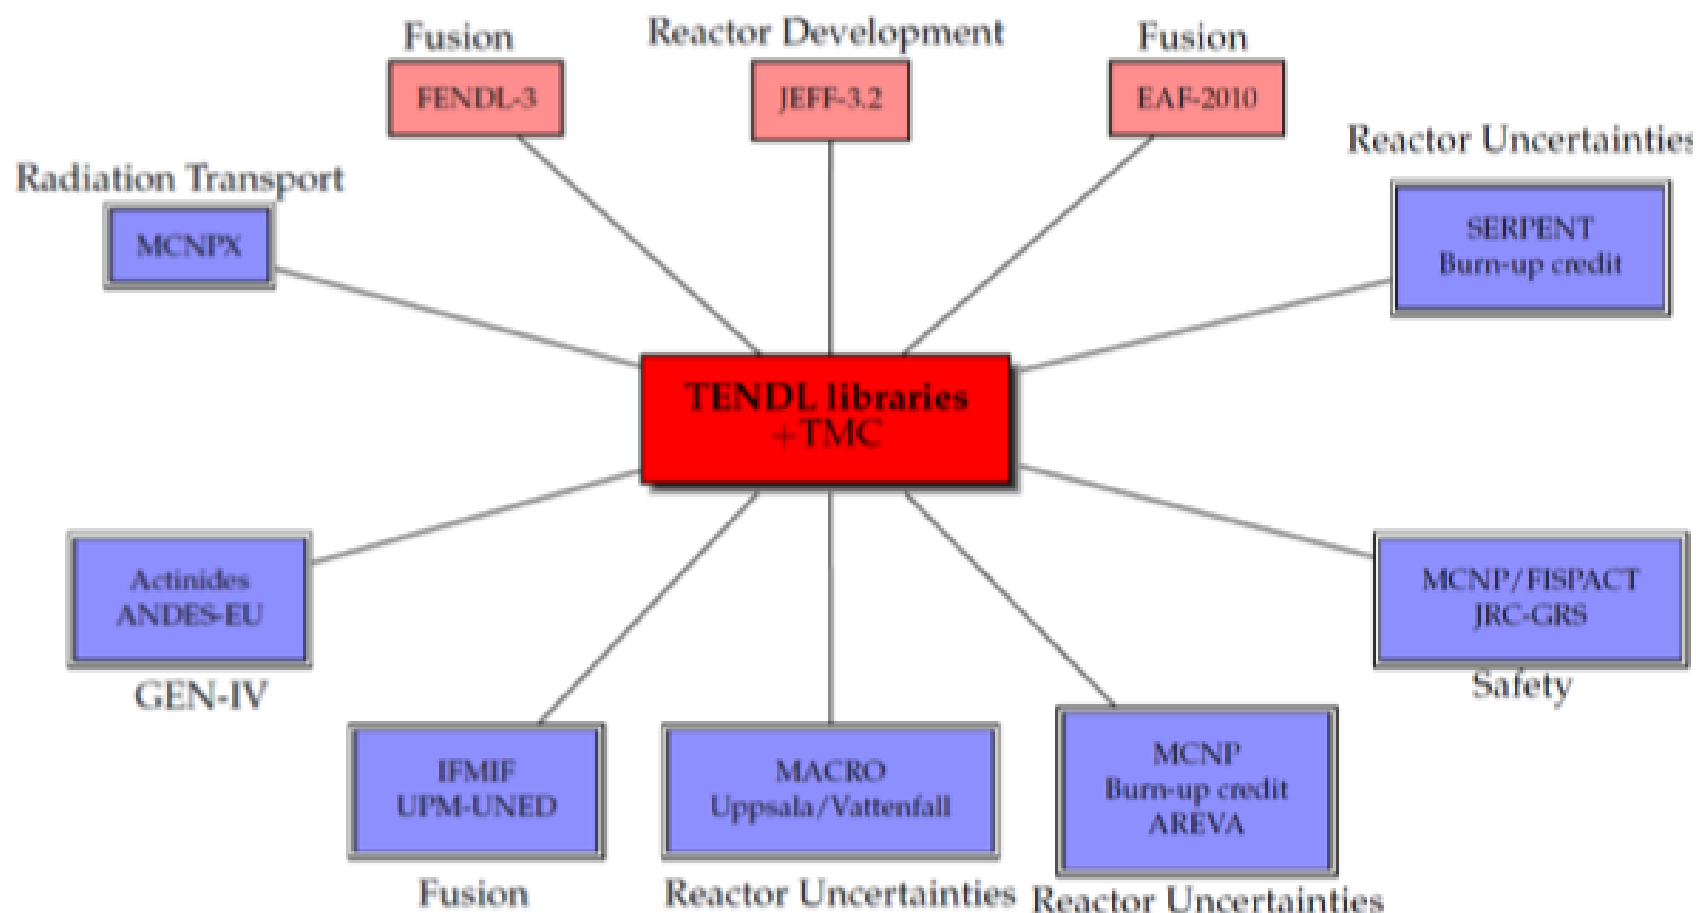 Fusion
FENDL-3
Reactor Development
JEFF-3.2
Fusion
EAF-2010
Reactor Uncertainties
SERPENT
Burn-up credit
Radiation Transport
MCNPX
TENDL libraries
+TMC
Actinides
ANDES-EU
GEN-IV
MCNP/FISPACT
JRC-GRS
Safety
IFMIF
UPM-UNED
Fusion
MACRO
Uppsala/Vattenfall
Reactor Uncertainties
MCNP
Burn-up credit
AREVA
Reactor Uncertainties